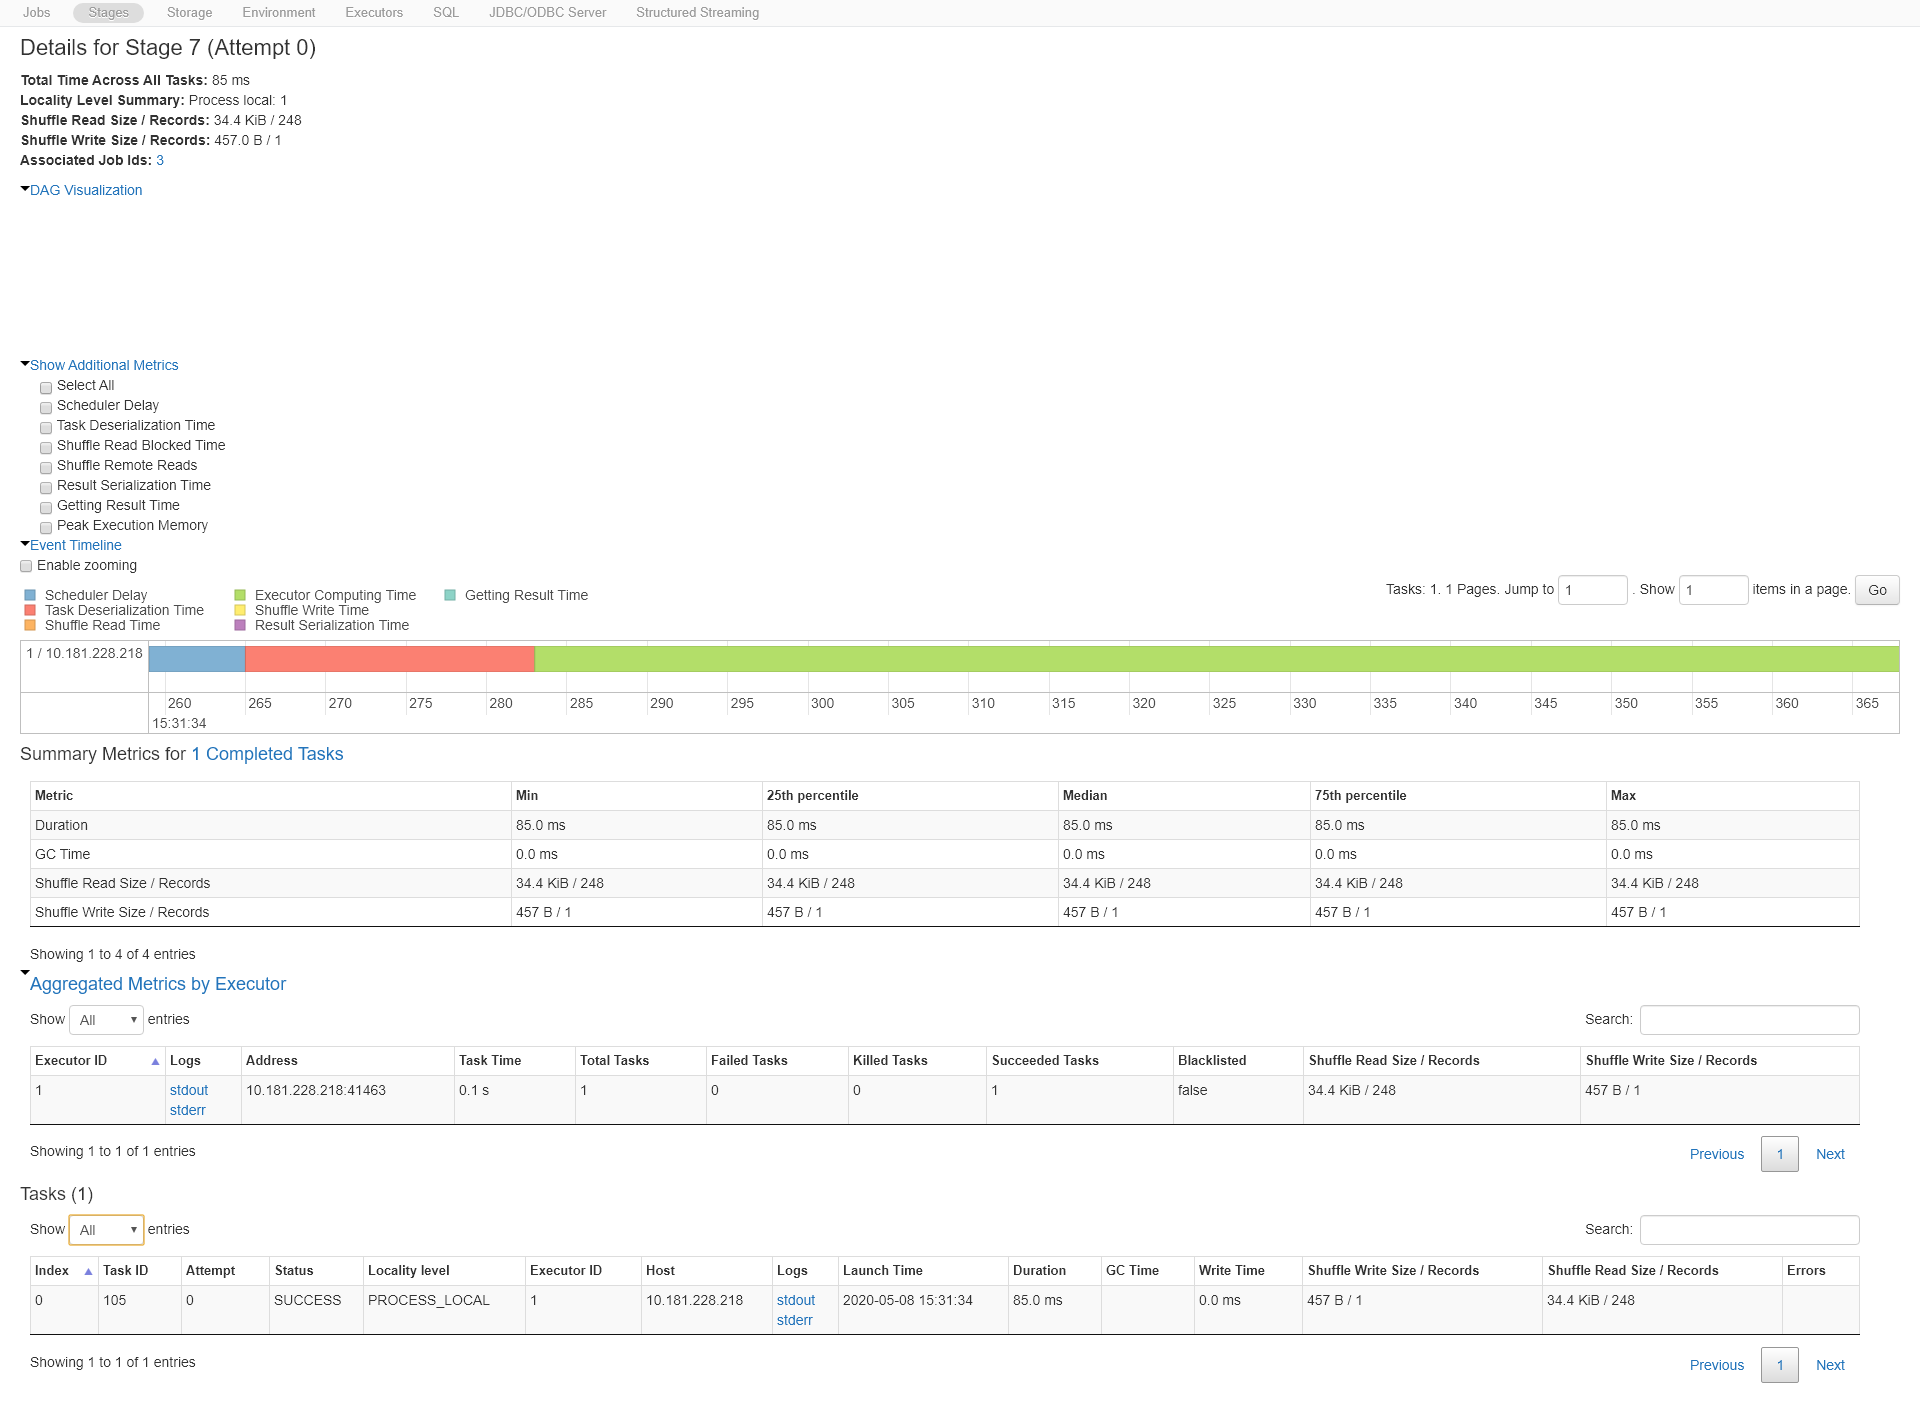 Jobs Stages Storage Environment Executors SQL JDBC/ODBC Server Structured Streaming
Details for Stage 7 (Attempt 0)
Total Time Across All Tasks: 85 ms
Locality Level Summary: Process local: 1
Shuffle Read Size / Records: 34.4 KiB / 248
Shuffle Write Size / Records: 457.0 B / 1
Associated Job Ids: 3
DAG Visualization
Show Additional Metrics
Select All
Scheduler Delay
Task Deserialization Time
Shuffle Read Blocked Time
Shuffle Remote Reads
Result Serialization Time
Getting Result Time
Peak Execution Memory
Event Timeline
Enable zooming
Tasks: 1. 1 Pages. Jump to 1 . Show 1 items in a page. Go
Scheduler Delay Executor Computing Time Getting Result Time
Task Deserialization Time Shuffle Write Time
Shuffle Read Time Result Serialization Time
1 / 10.181.228.218
260 265 270 275 280 285 290 295 300 305 310 315 320 325 330 335 340 345 350 355 360 365
15:31:34
Summary Metrics for 1 Completed Tasks
Metric Min 25th percentile Median 75th percentile Max
Duration 85.0 ms 85.0 ms 85.0 ms 85.0 ms 85.0 ms
GC Time 0.0 ms 0.0 ms 0.0 ms 0.0 ms 0.0 ms
Shuffle Read Size / Records 34.4 KiB / 248 34.4 KiB / 248 34.4 KiB / 248 34.4 KiB / 248 34.4 KiB / 248
Shuffle Write Size / Records 457 B / 1 457 B / 1 457 B / 1 457 B / 1 457 B / 1
Showing 1 to 4 of 4 entries
Aggregated Metrics by Executor
Show All entries Search:
Executor ID Logs Address Task Time Total Tasks Failed Tasks Killed Tasks Succeeded Tasks Blacklisted Shuffle Read Size / Records Shuffle Write Size / Records
1 stdout 10.181.228.218:41463 0.1 s 1 0 0 1 false 34.4 KiB / 248 457 B / 1
stderr
Showing 1 to 1 of 1 entries Previous 1 Next
Tasks (1)
Show All entries Search:
Index Task ID Attempt Status Locality level Executor ID Host Logs Launch Time Duration GC Time Write Time Shuffle Write Size / Records Shuffle Read Size / Records Errors
0 105 0 SUCCESS PROCESS_LOCAL 1 10.181.228.218 stdout 2020-05-08 15:31:34 85.0 ms 0.0 ms 457 B / 1 34.4 KiB / 248
stderr
Showing 1 to 1 of 1 entries Previous 1 Next